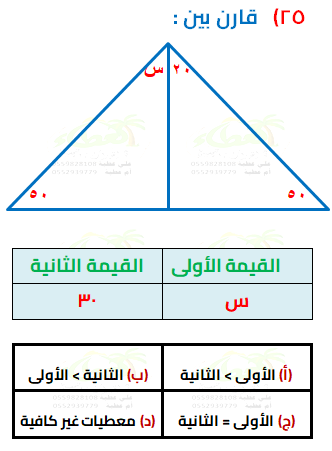 ٢٥) قارن بين :
س ٢٠
٥٠ ٥٠
القيمة الأولى القيمة الثانية
س ٣٠
(أ) الأولى > الثانية (ب) الثانية > الأولى
(ج) الأولى = الثانية (د) معطيات غير كافية